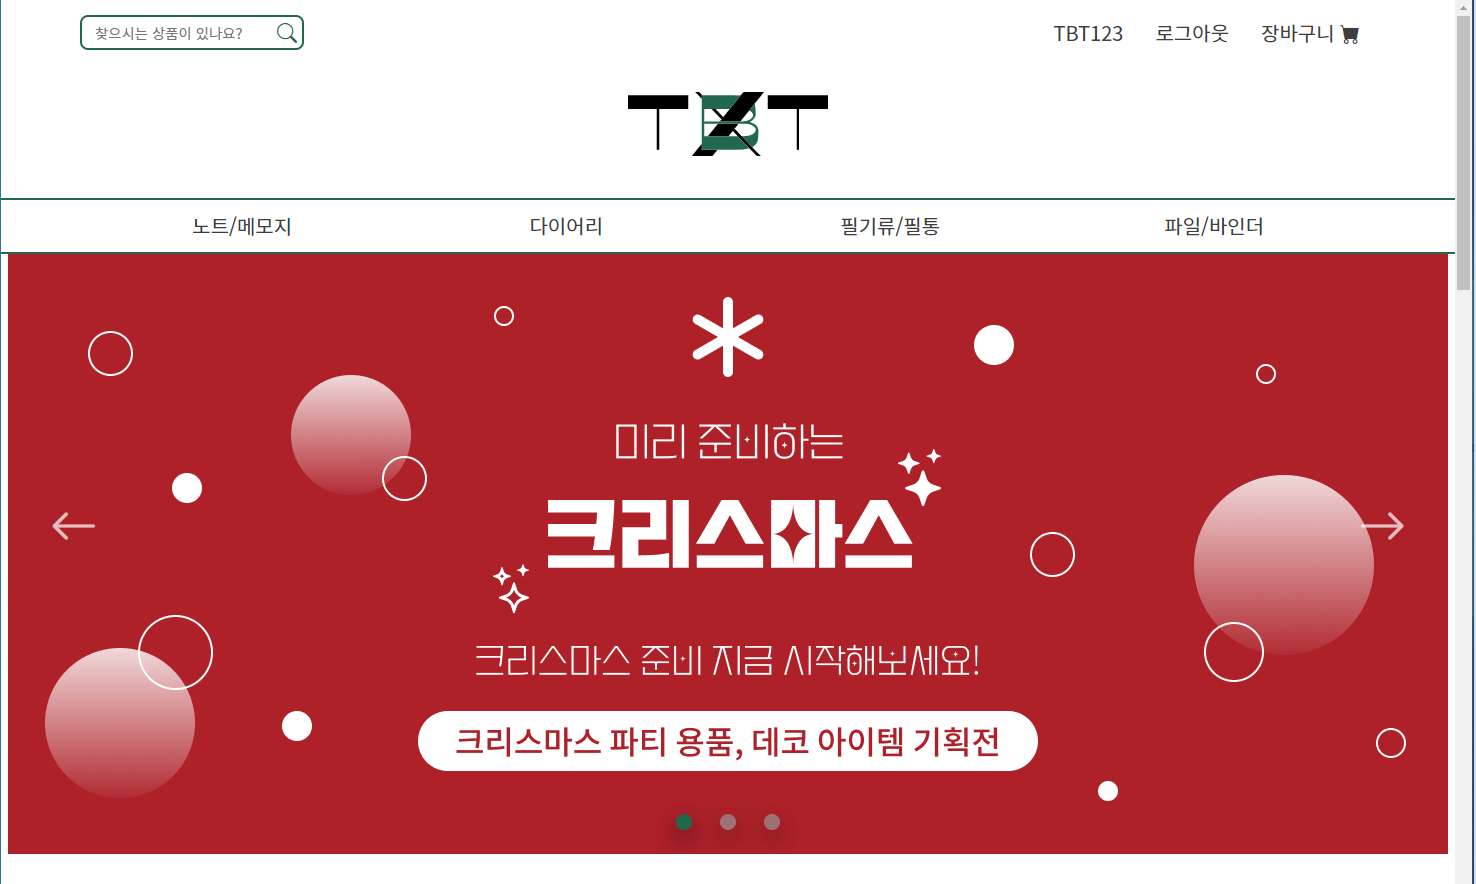 찾으시는 상품이 있나요?
TBT123 로그아웃 장바구니
TBT
노트/메모지 다이어리 필기류/필통 파일/바인더
미리 준비하는
크리스마스
크리스마스 준비 지금 시작해보세요!
크리스마스 파티 용품, 데코 아이템 기획전